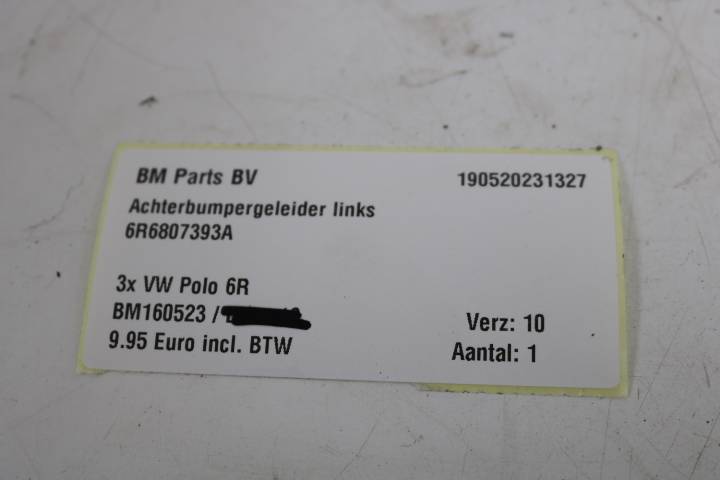 BM Parts BV 190520231327
Achterbumpergeleider links
6R6807393A
3x VW Polo 6R
BM160523 /
9.95 Euro incl. BTW
Verz: 10
Aantal: 1